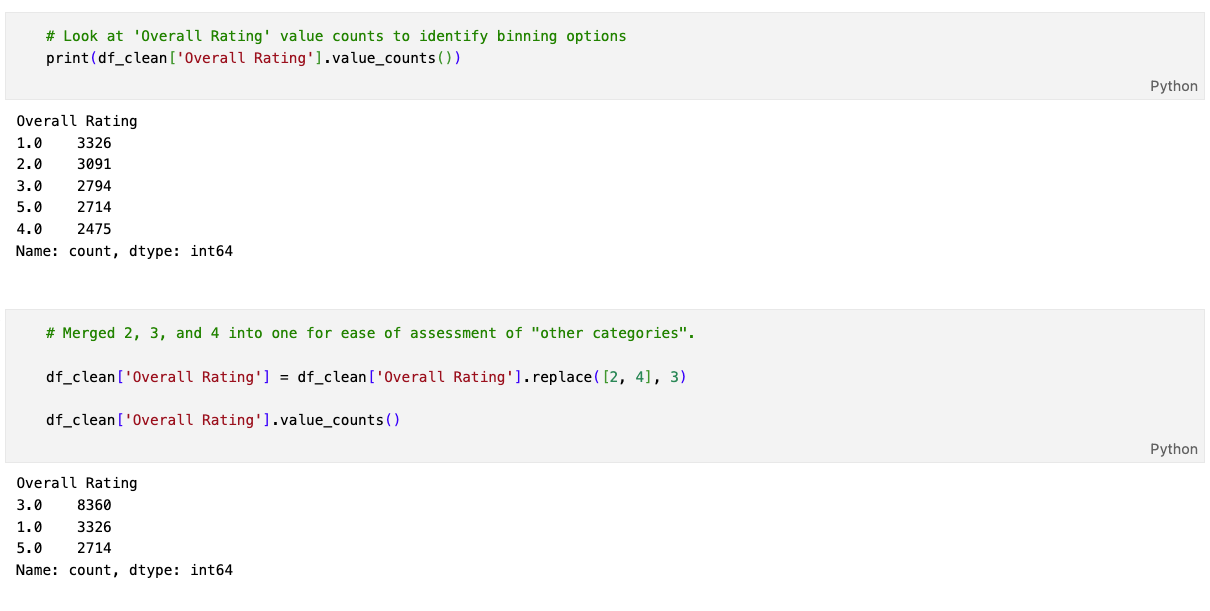 # Look at 'Overall Rating' value counts to identify binning options
print(df_clean['Overall Rating'].value_counts())
Python
Overall Rating
1.0    3326
2.0    3091
3.0    2794
5.0    2714
4.0    2475
Name: count, dtype: int64
# Merged 2, 3, and 4 into one for ease of assessment of "other categories".
df_clean['Overall Rating'] = df_clean['Overall Rating'].replace([2, 4], 3)
df_clean['Overall Rating'].value_counts()
Python
Overall Rating
3.0    8360
1.0    3326
5.0    2714
Name: count, dtype: int64